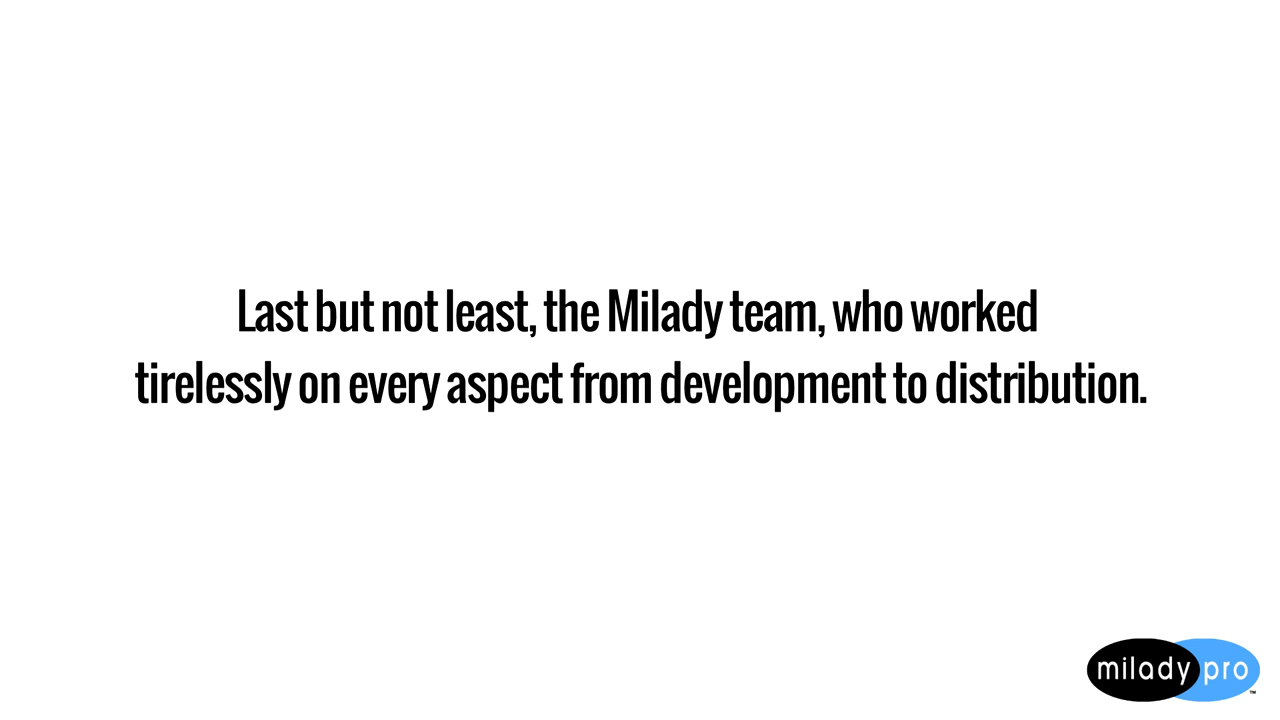 Last but not least, the Milady team, who worked
tirelessly on every aspect from development to distribution.
milady pro
™